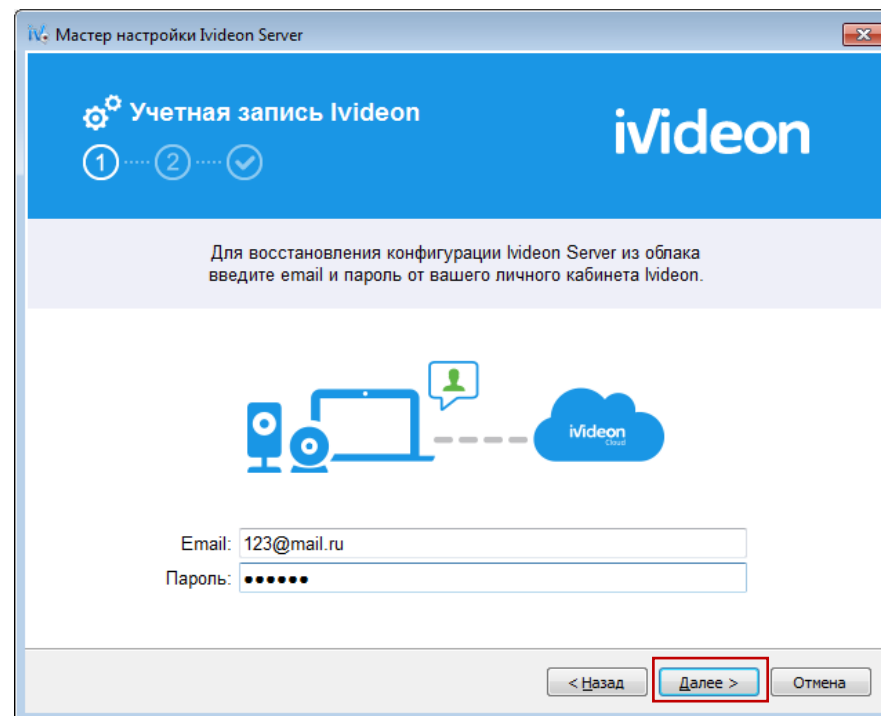 Мастер настройки Ivideon Server
Учетная запись Ivideon
ivideon
1 2
Для восстановления конфигурации Ivideon Server из облака
введите email и пароль от вашего личного кабинета Ivideon.
ivideon
Cloud
Email: 123@mail.ru
Пароль: ●●●●●●
< Назад Далее > Отмена